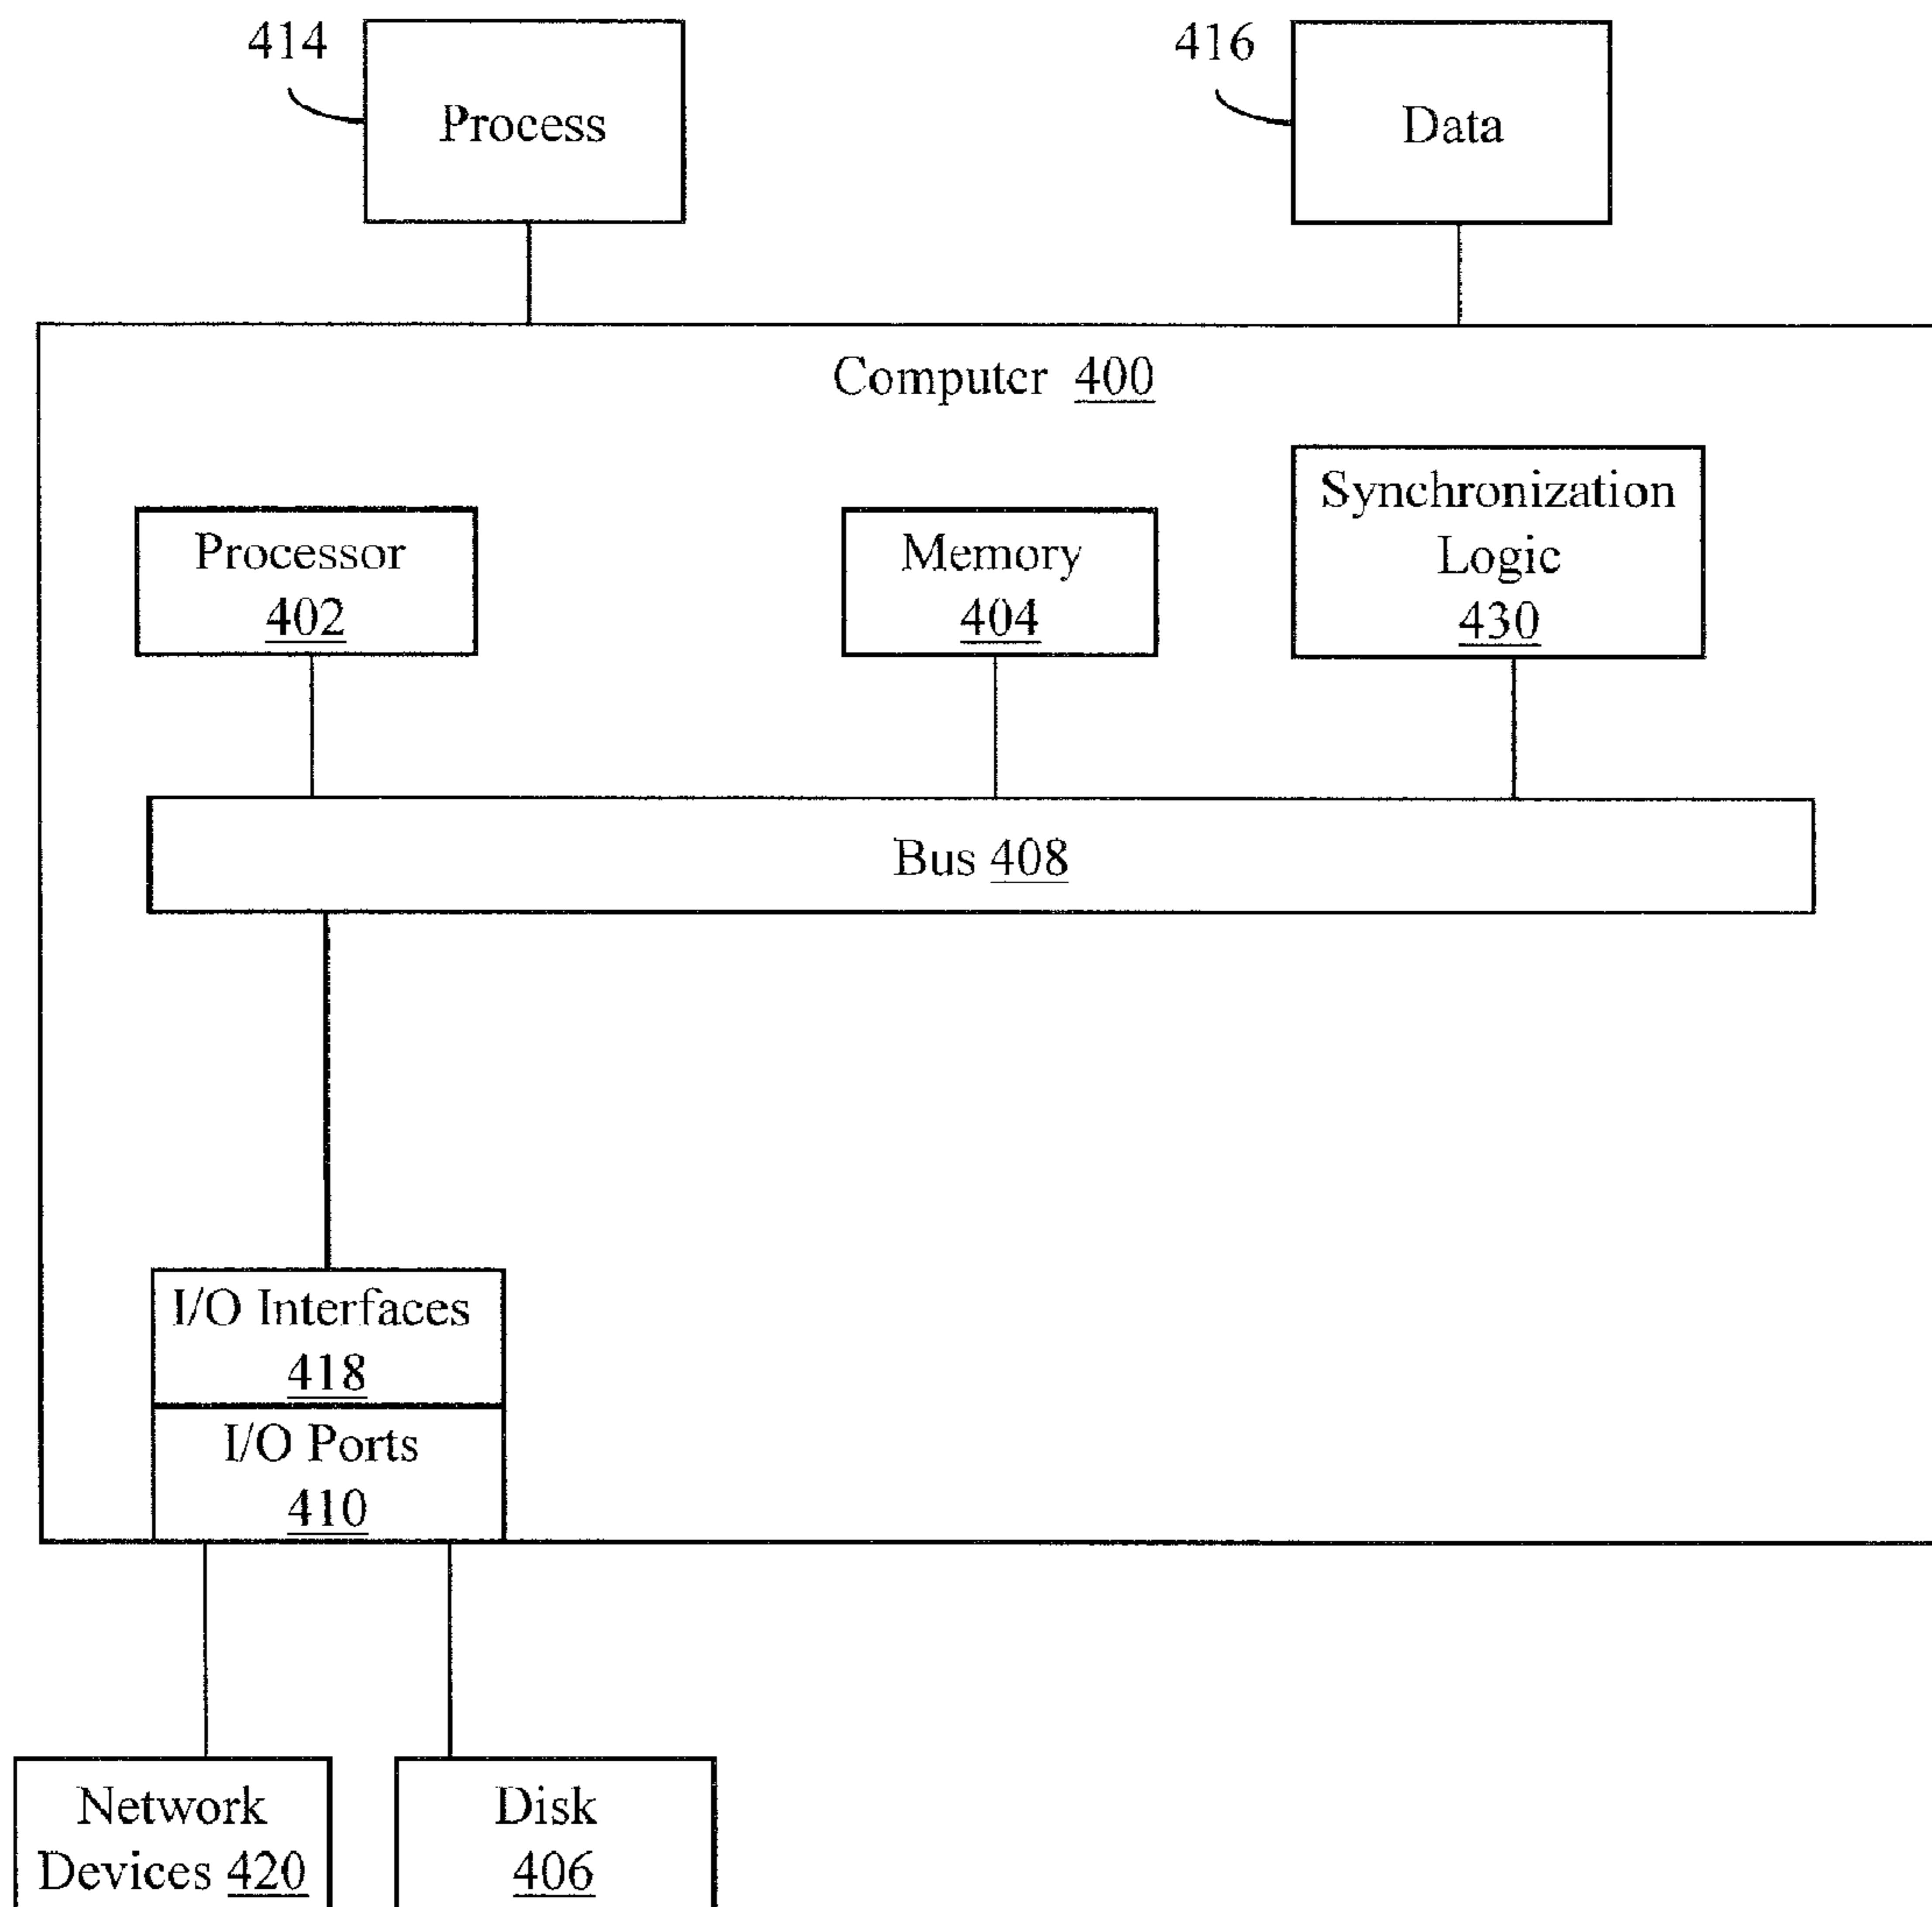 414
Process
416
Data
Computer 400
Processor
402
Memory
404
Synchronization
Logic
430
Bus 408
I/O Interfaces
418
I/O Ports
410
Network
Devices 420
Disk
406